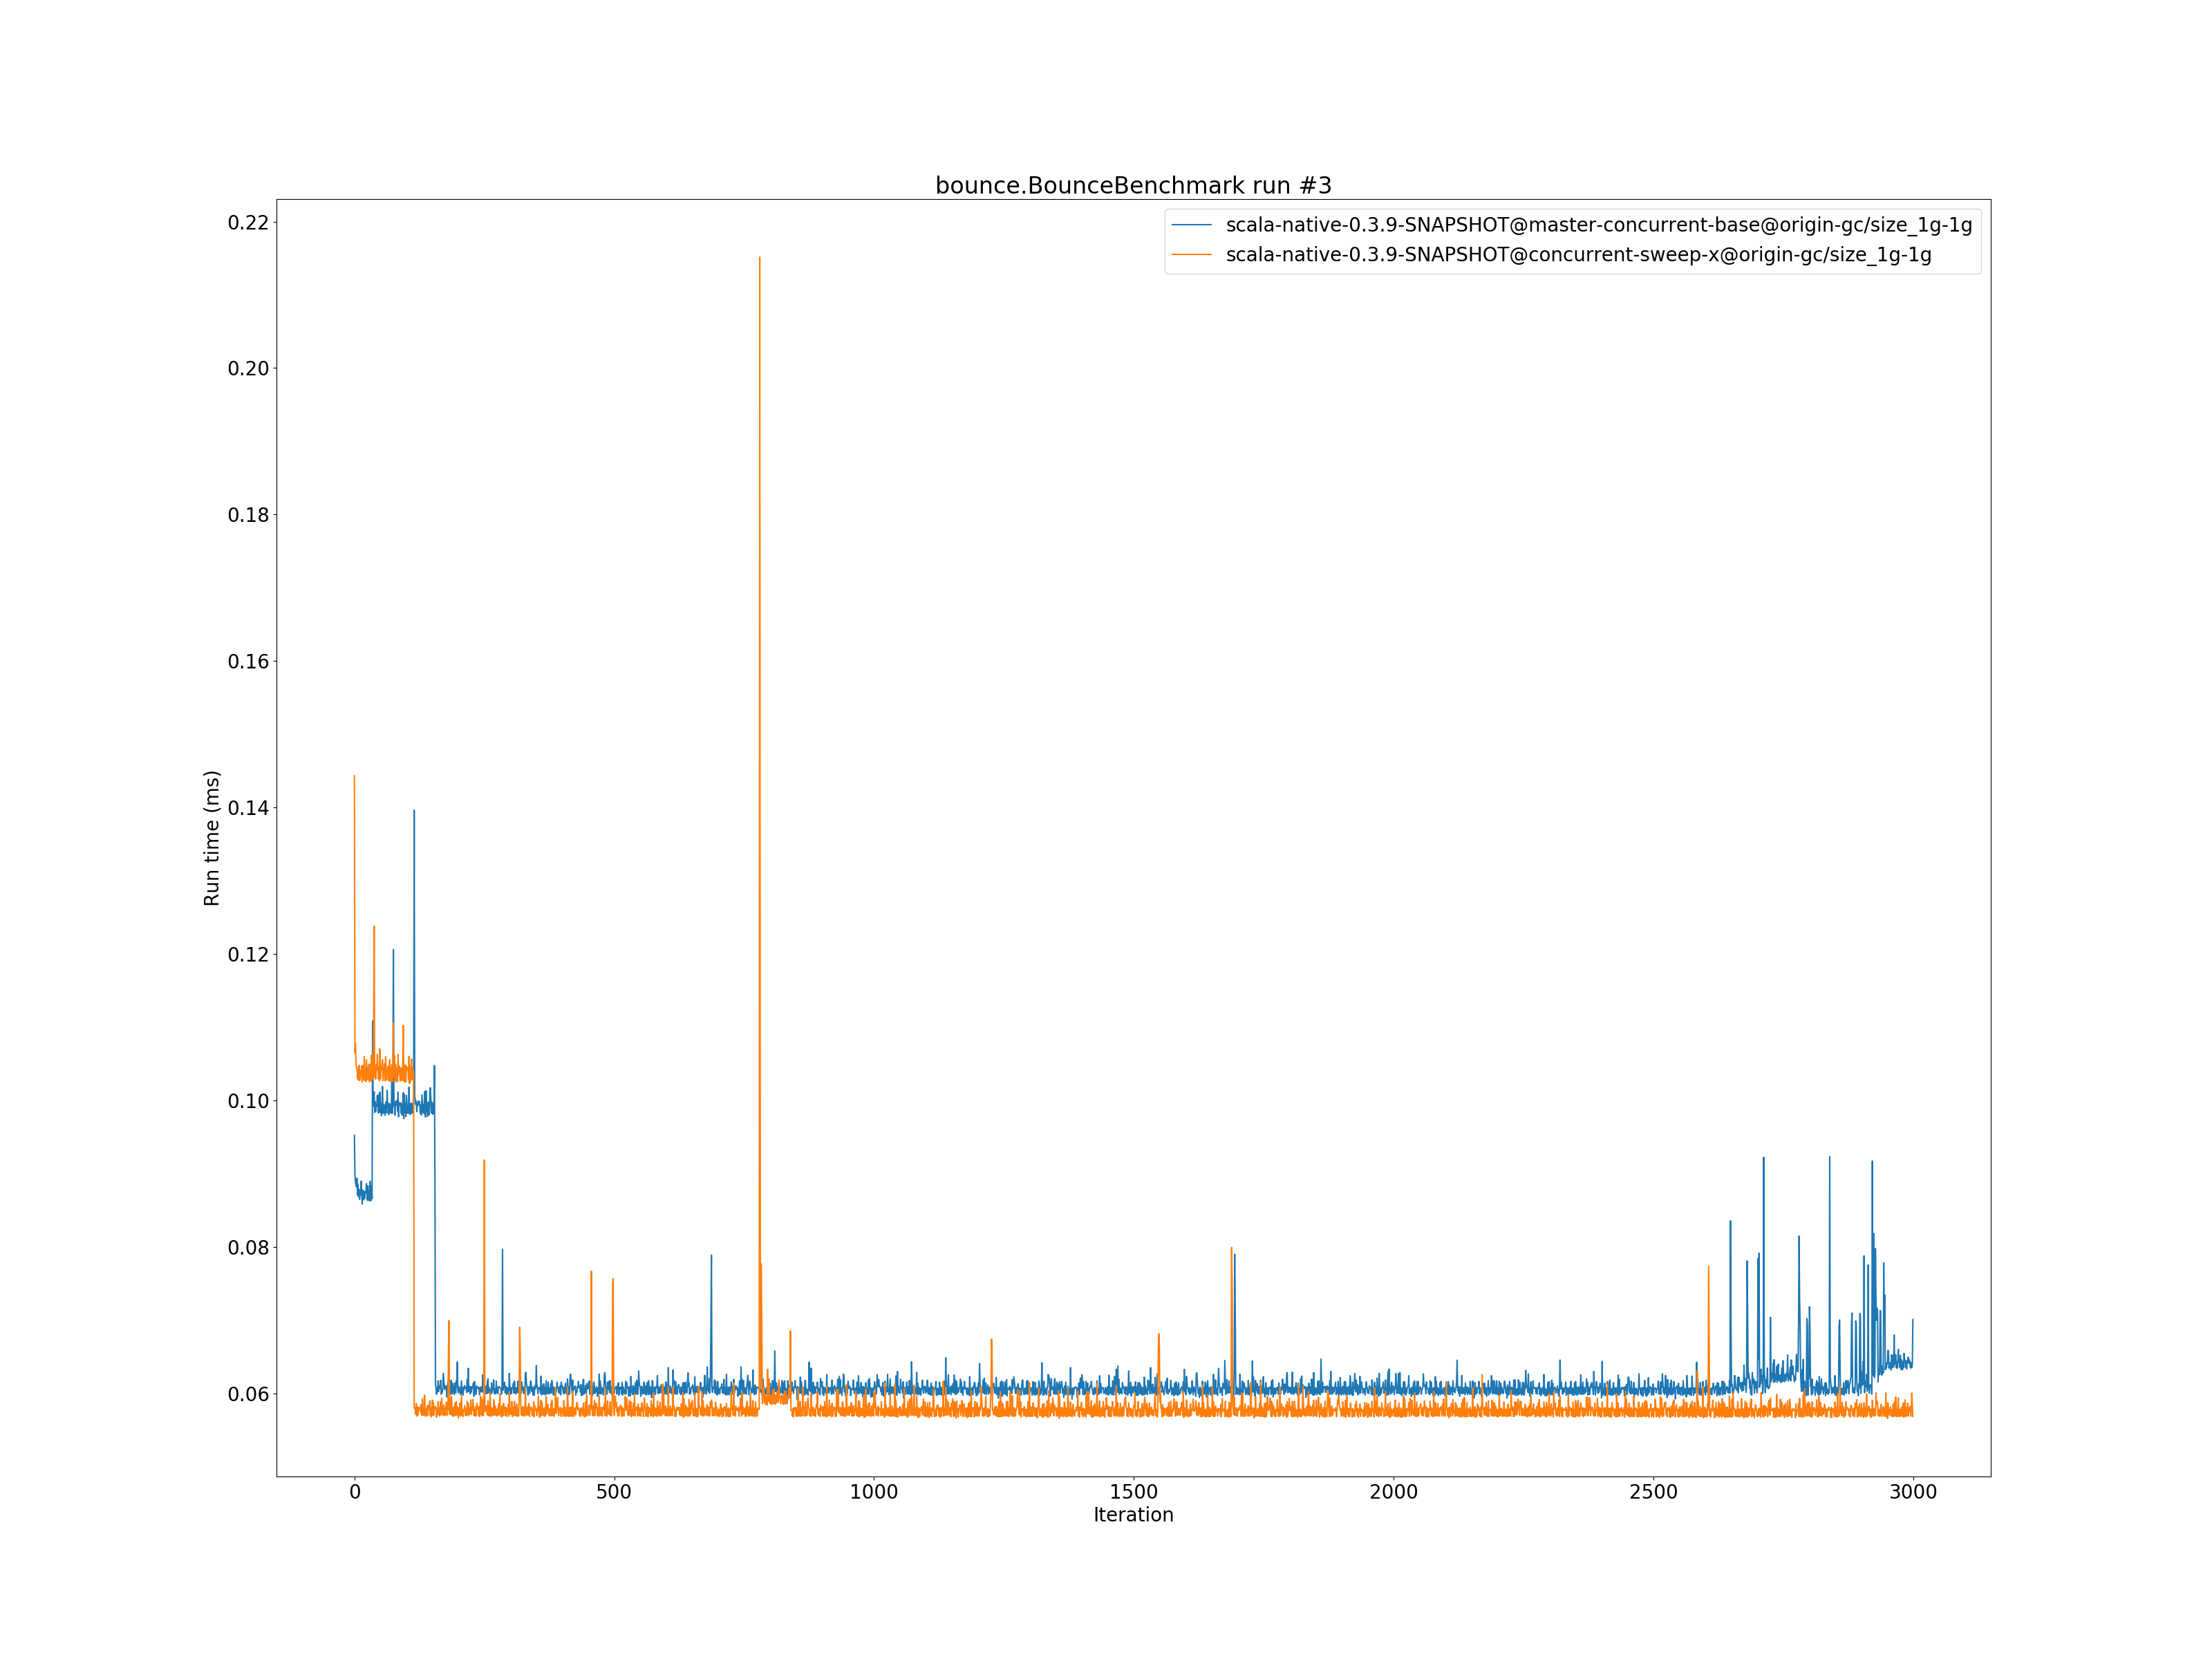 bounce.BounceBenchmark run #3
scala-native-0.3.9-SNAPSHOT@master-concurrent-base@origin-gc/size_1g-1g
scala-native-0.3.9-SNAPSHOT@concurrent-sweep-x@origin-gc/size_1g-1g
0.22
0.20
0.18
0.16
0.14
0.12
0.10
0.08
0.06
Run time (ms)
0 500 1000 1500 2000 2500 3000
Iteration